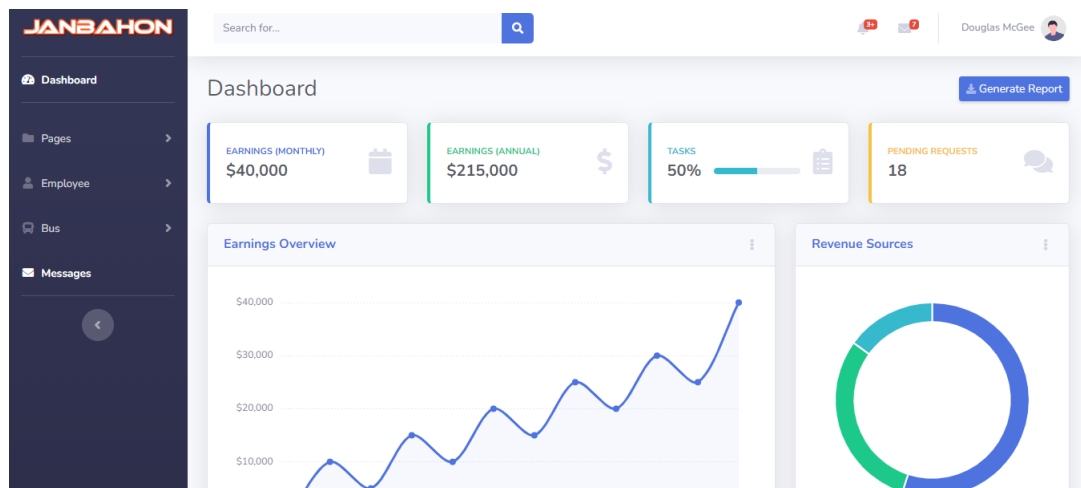 JANBAHON
Dashboard
Pages
Employee
Bus
Messages
Search for...
3+
7
Douglas McGee
Dashboard
Generate Report
EARNINGS (MONTHLY)
$40,000
EARNINGS (ANNUAL)
$215,000
TASKS
50%
PENDING REQUESTS
18
Earnings Overview
$40,000
$30,000
$20,000
$10,000
Revenue Sources